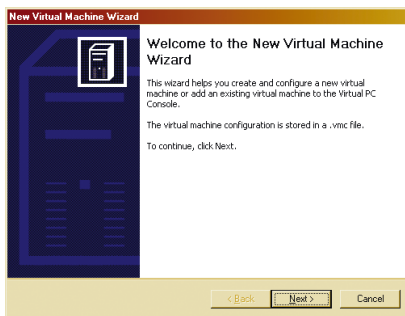 New Virtual Machine Wizard
Welcome to the New Virtual Machine
Wizard
This wizard helps you create and configure a new virtual
machine or add an existing virtual machine to the Virtual PC
Console.
The virtual machine configuration is stored in a .vmc file.
To continue, click Next.
< Back
Next >
Cancel